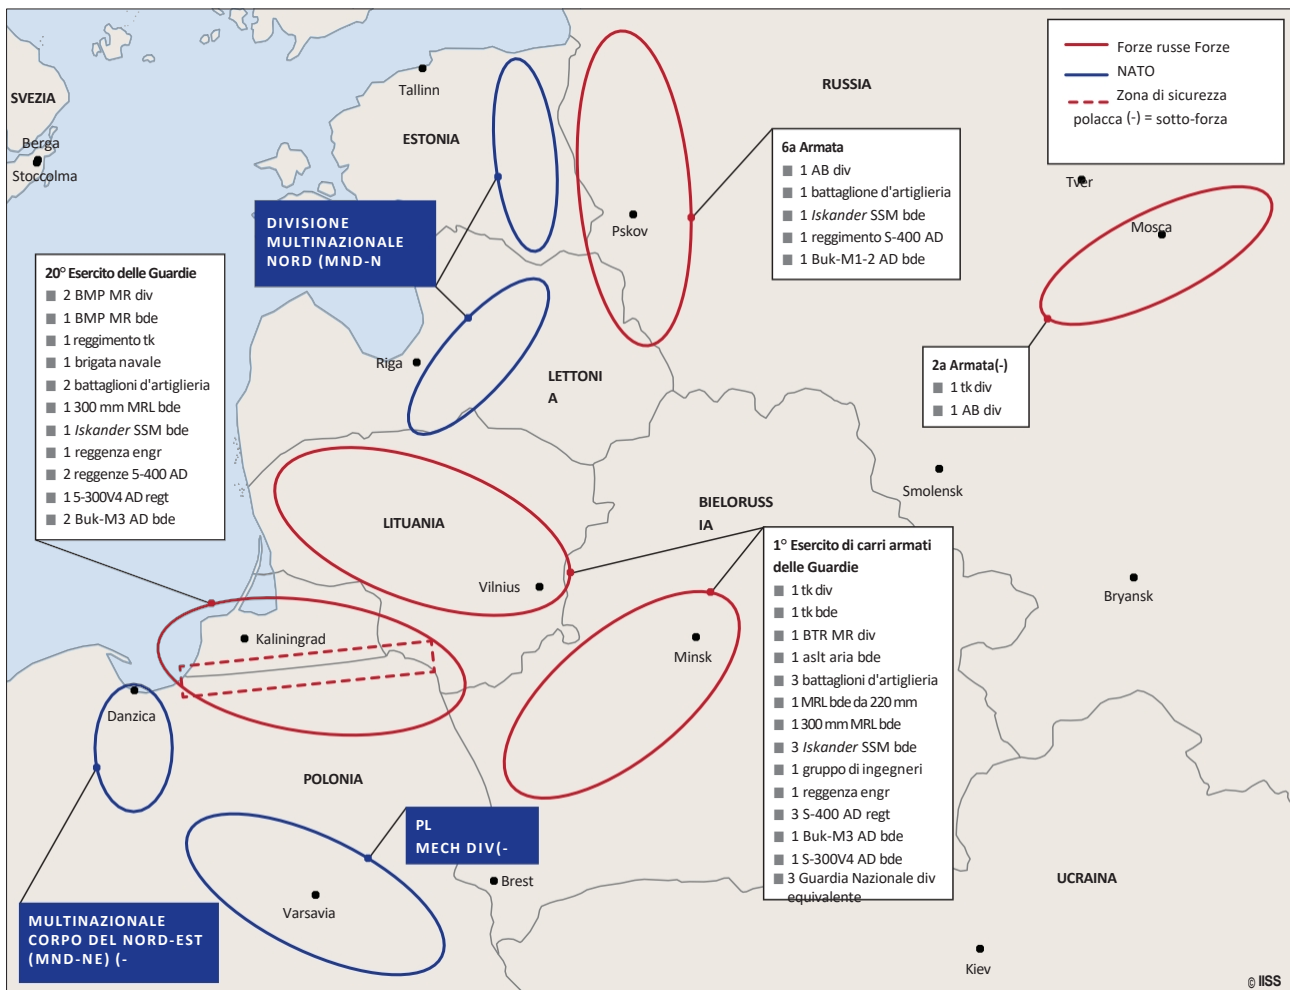 Forze russe Forze
NATO
Zona di sicurezza
polacca (-) = sotto-forza
SVEZIA
Berga
Stoccolma
Tallinn
ESTONIA
RUSSIA
Tver
Mosca
Pskov
6a Armata
1 AB div
1 battaglione d'artiglieria
1 Iskander SSM bde
1 reggimento S-400 AD
1 Buk-M1-2 AD bde
DIVISIONE
MULTINAZIONALE
NORD (MND-N
20° Esercito delle Guardie
2 BMP MR div
1 BMP MR bde
1 reggimento tk
1 brigata navale
2 battaglioni d'artiglieria
1 300 mm MRL bde
1 Iskander SSM bde
1 reggenza engr
2 reggenze 5-400 AD
1 5-300V4 AD regt
2 Buk-M3 AD bde
Riga
LETTONI
A
2a Armata(-)
1 tk div
1 AB div
Smolensk
BIELORUSS
IA
LITUANIA
Vilnius
1° Esercito di carri armati
delle Guardie
1 tk div
1 tk bde
1 BTR MR div
1 aslt aria bde
3 battaglioni d'artiglieria
1 MRL bde da 220 mm
1 300 mm MRL bde
3 Iskander SSM bde
1 gruppo di ingegneri
1 reggenza engr
3 S-400 AD regt
1 Buk-M3 AD bde
1 S-300V4 AD bde
3 Guardia Nazionale div
equivalente
Bryansk
Kaliningrad
Minsk
Danzica
POLONIA
PL
MECH DIV(-
Brest
Varsavia
UCRAINA
MULTINAZIONALE
CORPO DEL NORD-EST
(MND-NE) (-
Kiev
© IISS